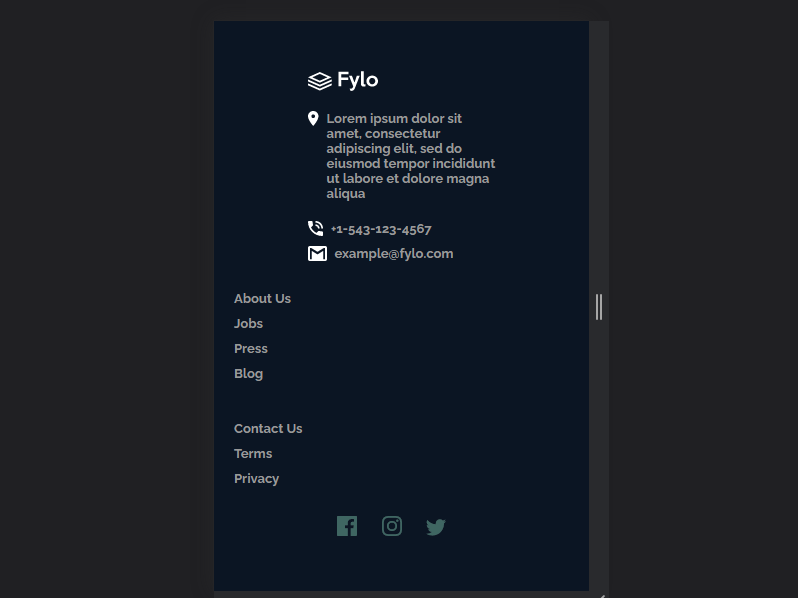 Fylo
Lorem ipsum dolor sit
amet, consectetur
adipiscing elit, sed do
eiusmod tempor incididunt
ut labore et dolore magna
aliqua
+1-543-123-4567
example@fylo.com
About Us
Jobs
Press
Blog
Contact Us
Terms
Privacy